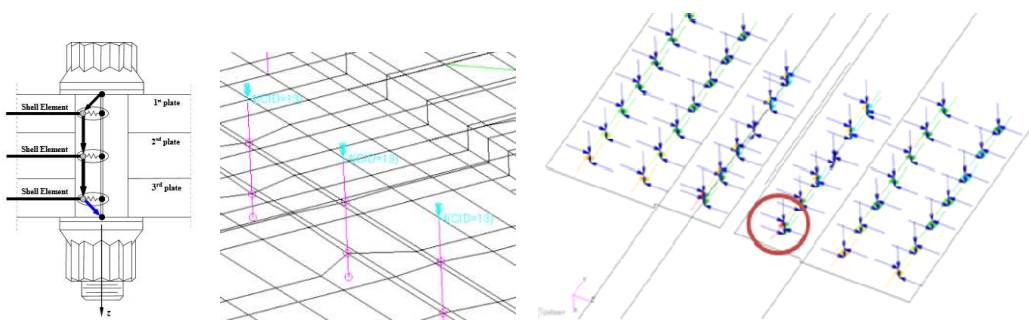 Shell Element
1st plate
2nd plate
Shell Element
Shell Element
3rd plate
z
I(CID=13)
I(CID=13)
I(CID=13)
Y
Z
X